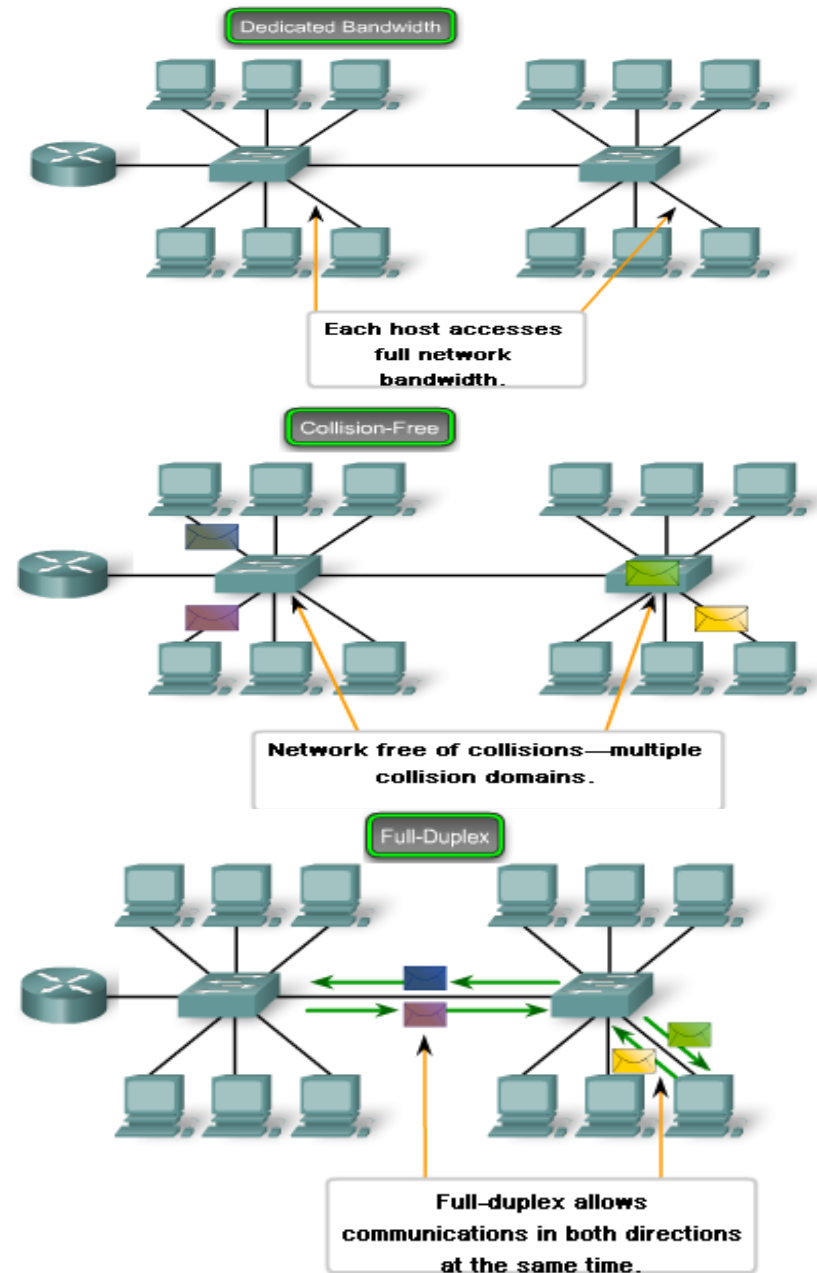 Dedicated Bandwidth
Each host accesses
full network
bandwidth.
Collision-Free
Network free of collisions—multiple
collision domains.
Full-Duplex
Full-duplex allows
communications in both directions
at the same time.